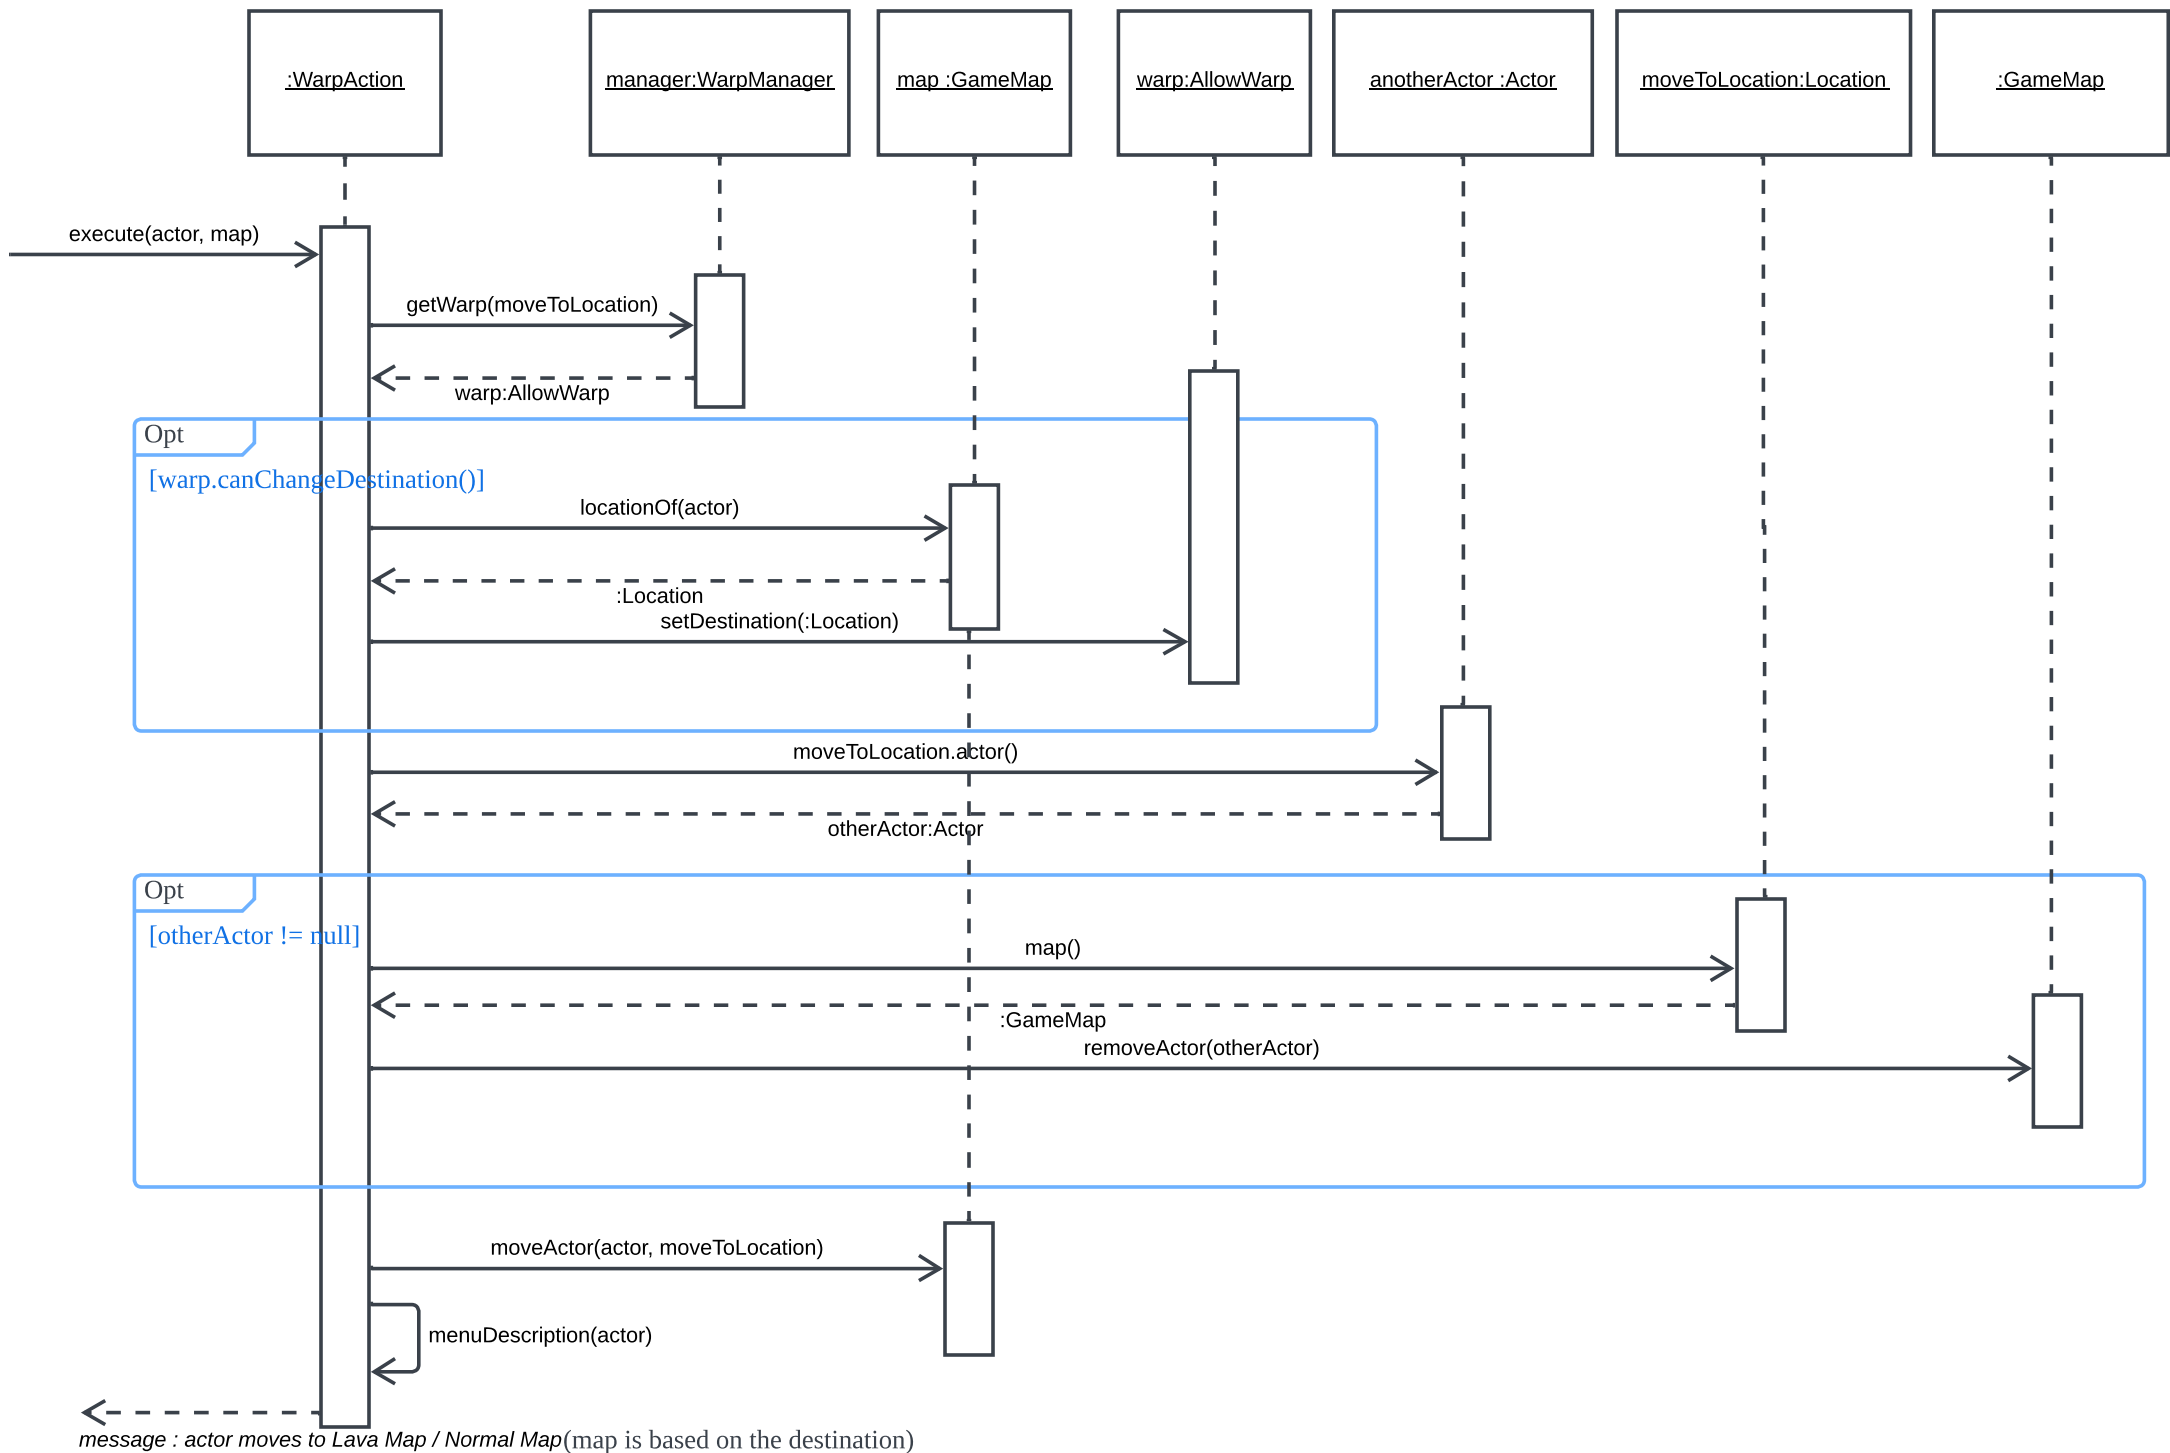 :WarpAction
manager:WarpManager
map :GameMap
warp:AllowWarp
anotherActor :Actor
moveToLocation:Location
:GameMap
execute(actor, map)
getWarp(moveToLocation)
warp:AllowWarp
Opt
[warp.canChangeDestination()]
locationOf(actor)
:Location
setDestination(:Location)
moveToLocation.actor()
otherActor:Actor
Opt
[otherActor != null]
map()
:GameMap
removeActor(otherActor)
moveActor(actor, moveToLocation)
menuDescription(actor)
message : actor moves to Lava Map / Normal Map(map is based on the destination)